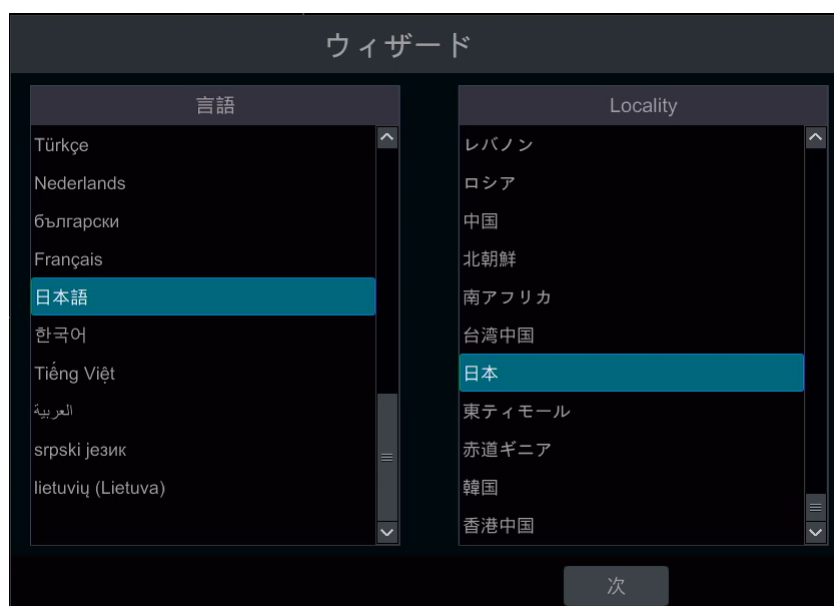 ウィザード
言語
Türkçe
Nederlands
български
Français
日本語
한국어
Tiếng Việt
العربية
srpski језик
lietuvių (Lietuva)
Locality
レバノン
ロシア
中国
北朝鮮
南アフリカ
台湾中国
日本
東ティモール
赤道ギニア
韓国
香港中国
次